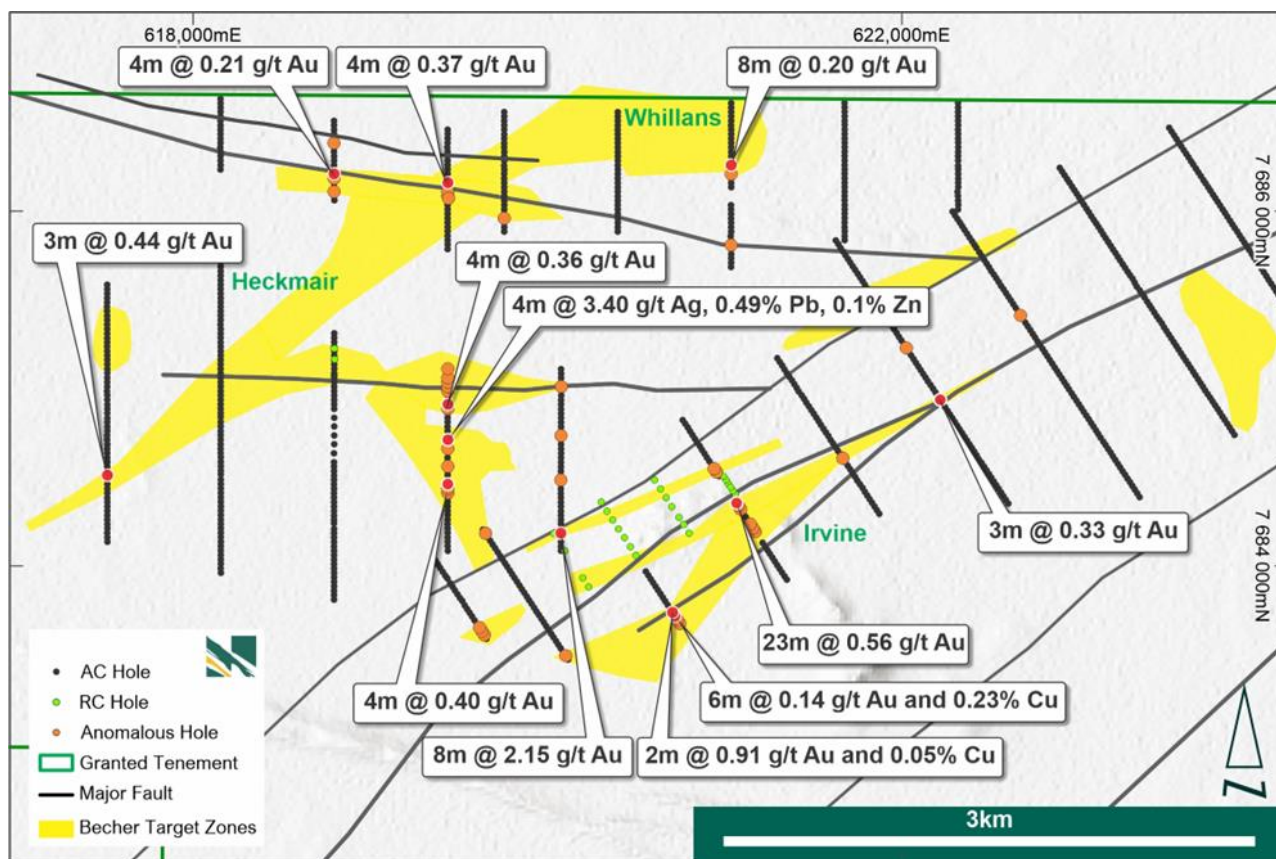 618,000mE
622,000mE
4m @ 0.21 g/t Au
4m @ 0.37 g/t Au
8m @ 0.20 g/t Au
Whillans
7 686 000mN
3m @ 0.44 g/t Au
Heckmair
4m @ 0.36 g/t Au
4m @ 3.40 g/t Ag, 0.49% Pb, 0.1% Zn
Irvine
3m @ 0.33 g/t Au
7 684 000mN
23m @ 0.56 g/t Au
4m @ 0.40 g/t Au
6m @ 0.14 g/t Au and 0.23% Cu
8m @ 2.15 g/t Au
2m @ 0.91 g/t Au and 0.05% Cu
AC Hole
RC Hole
Anomalous Hole
Granted Tenement
Major Fault
Becher Target Zones
N
3km